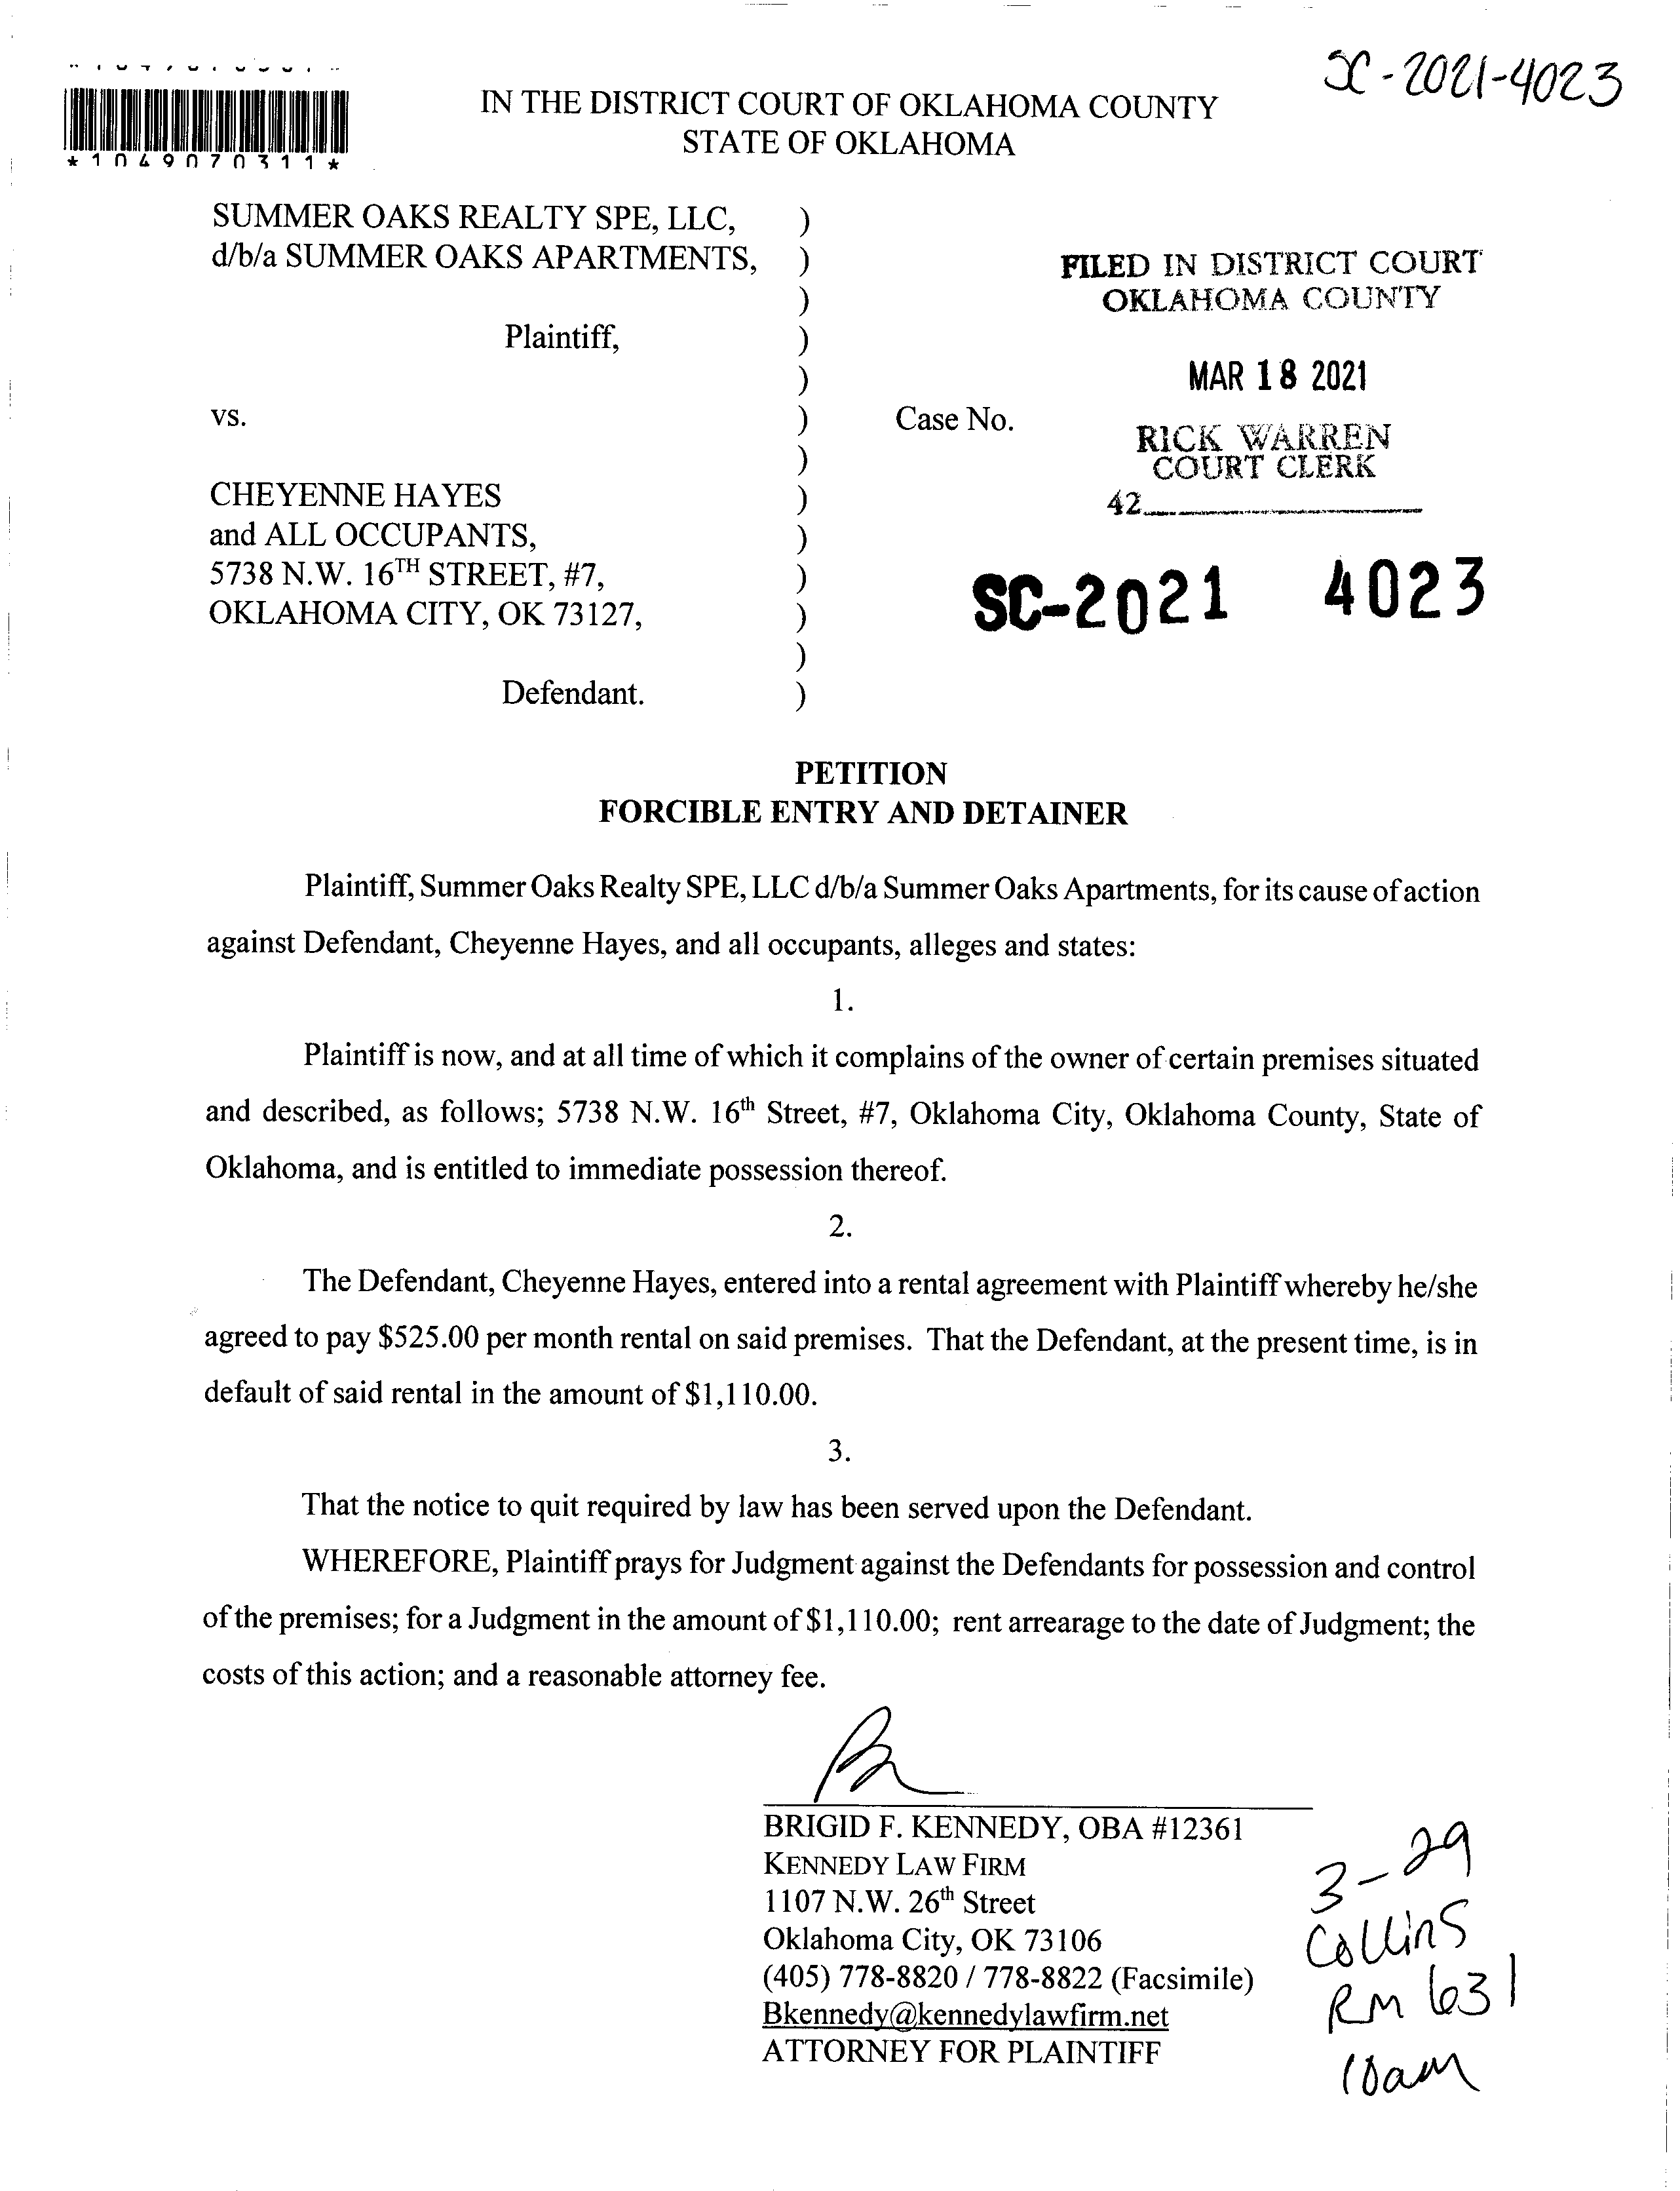 SC-2021-4023
*1049070311*
IN THE DISTRICT COURT OF OKLAHOMA COUNTY
STATE OF OKLAHOMA
SUMMER OAKS REALTY SPE, LLC, )
d/b/a SUMMER OAKS APARTMENTS, )
)
Plaintiff, )
)
vs. )
)
CHEYENNE HAYES )
and ALL OCCUPANTS, )
5738 N.W. 16TH STREET, #7, )
OKLAHOMA CITY, OK 73127, )
)
Defendant. )
FILED IN DISTRICT COURT
OKLAHOMA COUNTY
MAR 18 2021
Case No.
RICK WARREN
COURT CLERK
42
SC-2021 4023
PETITION
FORCIBLE ENTRY AND DETAINER
Plaintiff, Summer Oaks Realty SPE, LLC d/b/a Summer Oaks Apartments, for its cause of action
against Defendant, Cheyenne Hayes, and all occupants, alleges and states:
1.
Plaintiff is now, and at all time of which it complains of the owner of certain premises situated
and described, as follows; 5738 N.W. 16th Street, #7, Oklahoma City, Oklahoma County, State of
Oklahoma, and is entitled to immediate possession thereof.
2.
The Defendant, Cheyenne Hayes, entered into a rental agreement with Plaintiff whereby he/she
agreed to pay $525.00 per month rental on said premises. That the Defendant, at the present time, is in
default of said rental in the amount of $1,110.00.
3.
That the notice to quit required by law has been served upon the Defendant.
WHEREFORE, Plaintiff prays for Judgment against the Defendants for possession and control
of the premises; for a Judgment in the amount of $1,110.00; rent arrearage to the date of Judgment; the
costs of this action; and a reasonable attorney fee.
BRIGID F. KENNEDY, OBA #12361
KENNEDY LAW FIRM
1107 N.W. 26th Street
Oklahoma City, OK 73106
(405) 778-8820 / 778-8822 (Facsimile)
Bkennedy@kennedylawfirm.net
ATTORNEY FOR PLAINTIFF
3-29
Collins
RM 631
10am